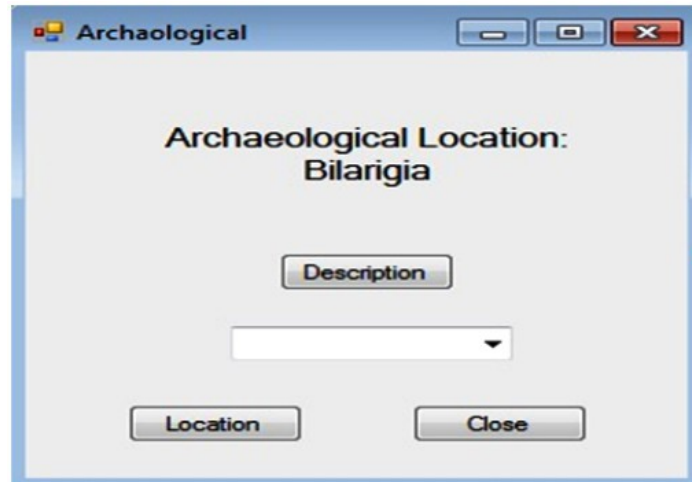 Archaological
Archaeological Location:
Bilarigia
Description
Location
Close